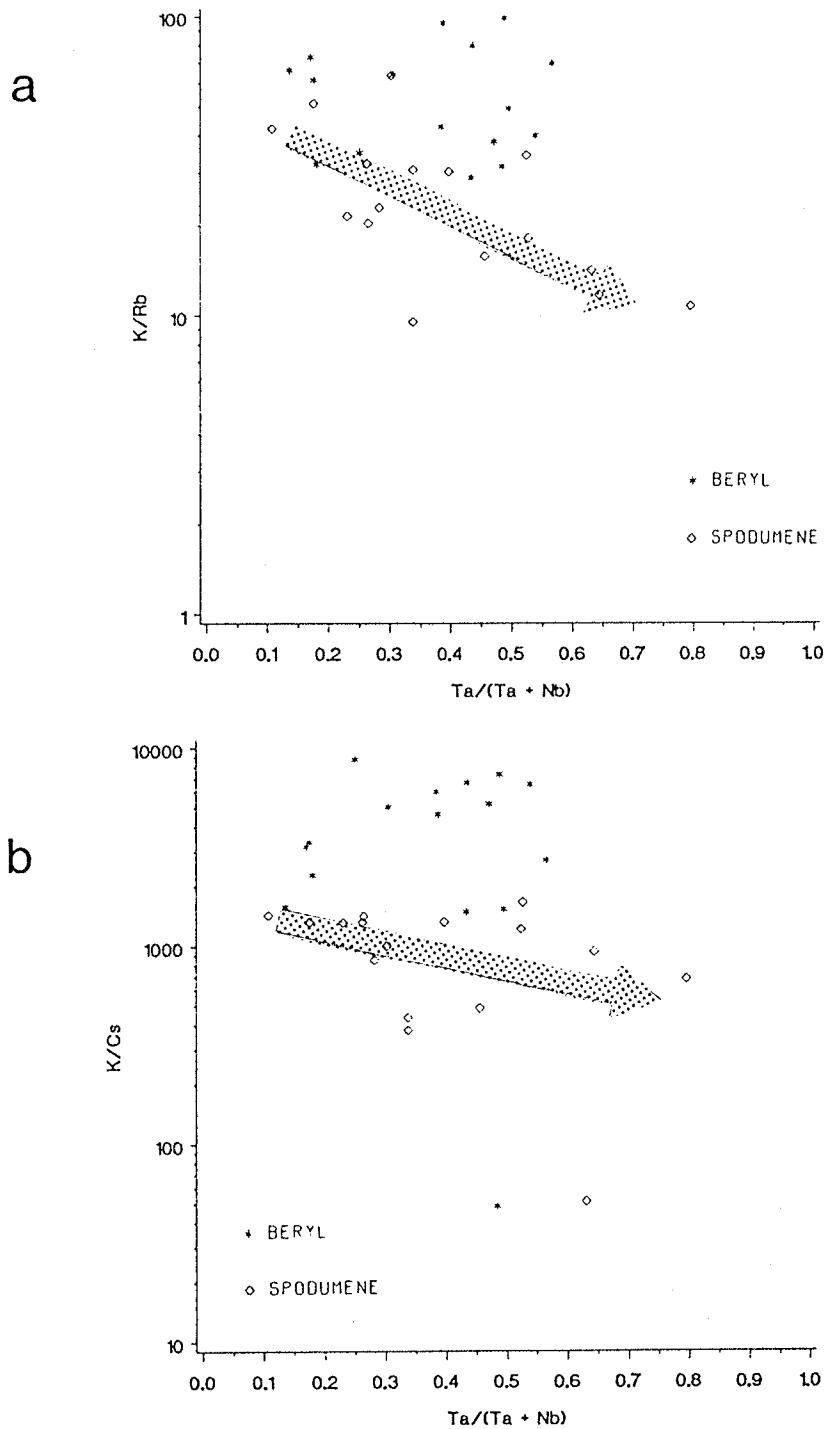 a
100
K/Rb
10
* BERYL
◇ SPODUMENE
1
0.0 0.1 0.2 0.3 0.4 0.5 0.6 0.7 0.8 0.9 1.0
Ta/(Ta + Nb)
b
10000
1000
K/Cs
100
* BERYL
◇ SPODUMENE
10
0.0 0.1 0.2 0.3 0.4 0.5 0.6 0.7 0.8 0.9 1.0
Ta/(Ta + Nb)